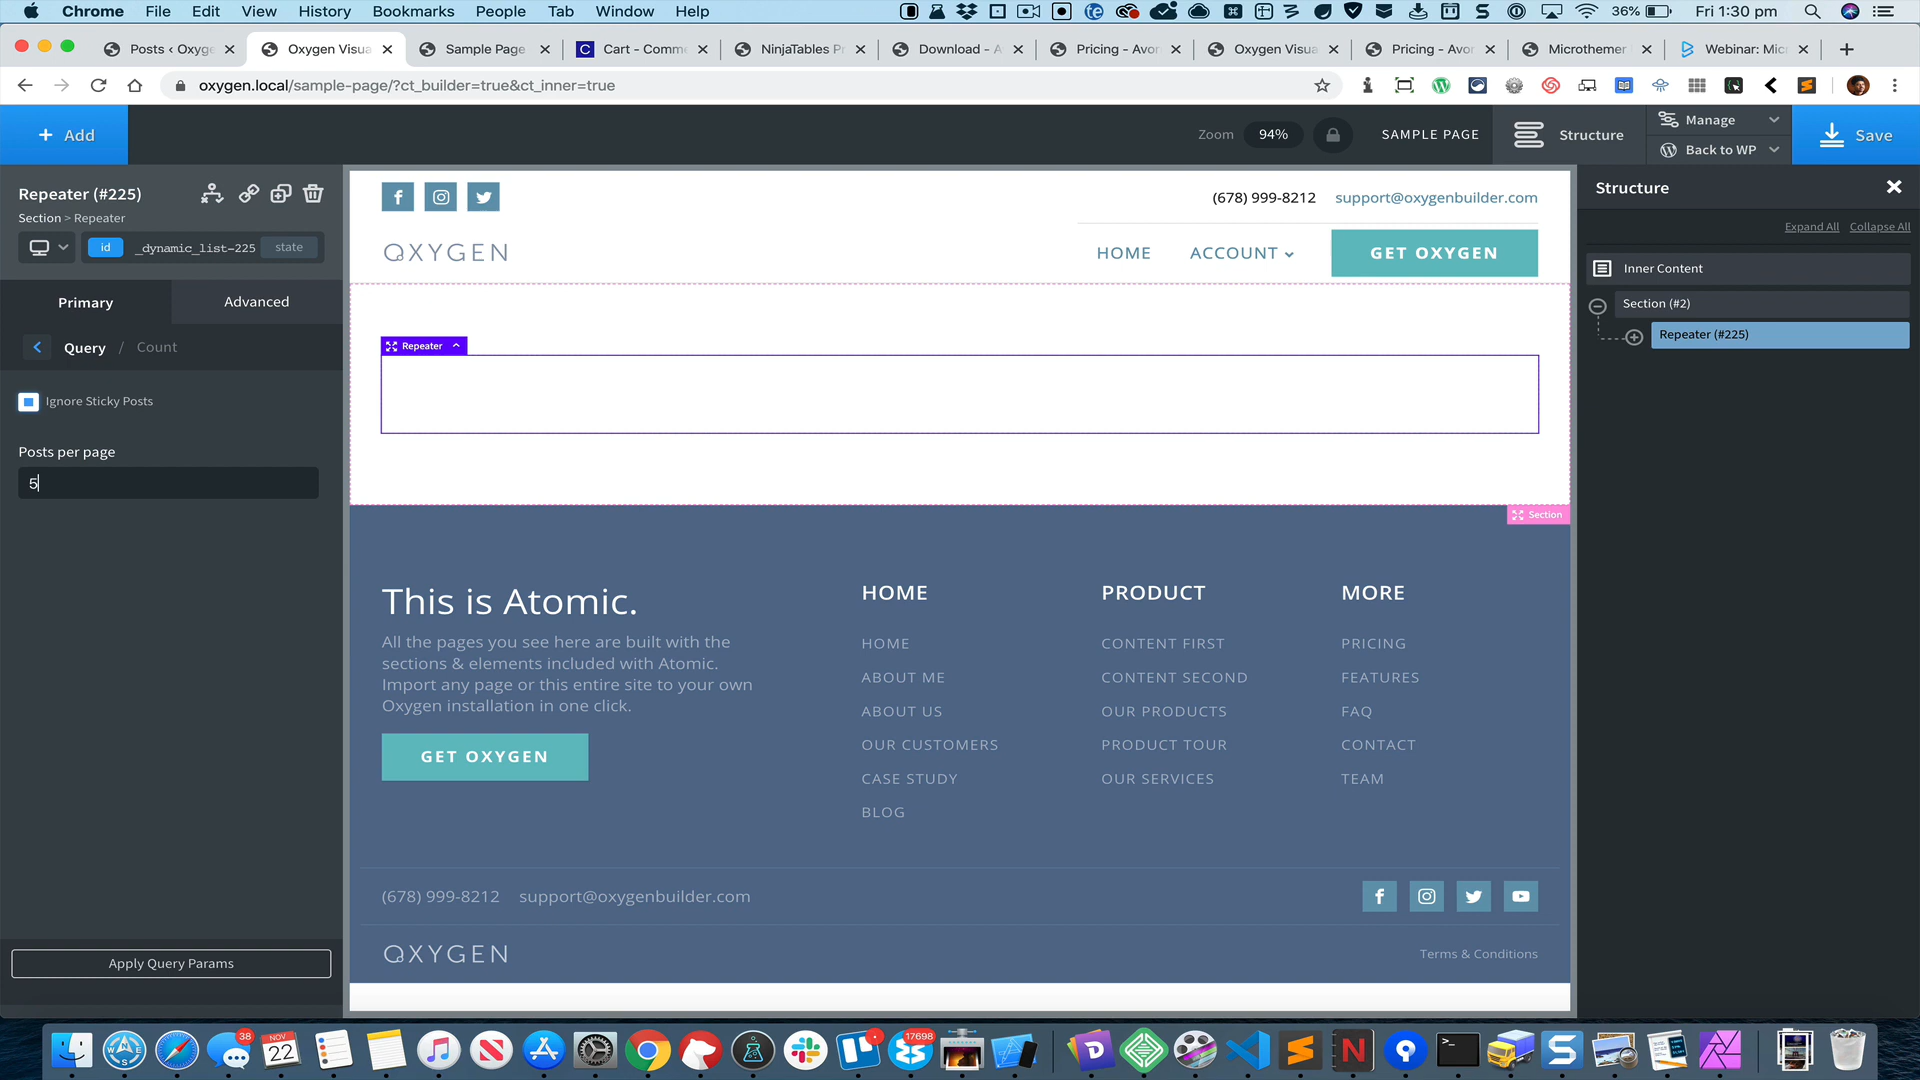 Chrome File Edit View History Bookmarks People Tab Window Help 36% Fri 1:30 pm
Posts ‹ Oxyge Oxygen Visua Sample Page Cart - Comme NinjaTables P Download - A Pricing - Avor Oxygen Visua Pricing - Avor Microthemer Webinar: Mic
oxygen.local/sample-page/?ct_builder=true&ct_inner=true
+ Add
Zoom 94% SAMPLE PAGE Structure Manage Save
Back to WP
Repeater (#225)
Section > Repeater
id _dynamic_list-225 state
Primary Advanced
Query / Count
Ignore Sticky Posts
Posts per page
5
Apply Query Params
(678) 999-8212 support@oxygenbuilder.com
OXYGEN HOME ACCOUNT GET OXYGEN
Repeater
Section
This is Atomic.
All the pages you see here are built with the
sections & elements included with Atomic.
Import any page or this entire site to your own
Oxygen installation in one click.
GET OXYGEN
HOME
HOME
ABOUT ME
ABOUT US
OUR CUSTOMERS
CASE STUDY
BLOG
PRODUCT
CONTENT FIRST
CONTENT SECOND
OUR PRODUCTS
PRODUCT TOUR
OUR SERVICES
MORE
PRICING
FEATURES
FAQ
CONTACT
TEAM
(678) 999-8212 support@oxygenbuilder.com
OXYGEN Terms & Conditions
Structure
Expand All Collapse All
Inner Content
Section (#2)
Repeater (#225)
38
NOV
22
17698